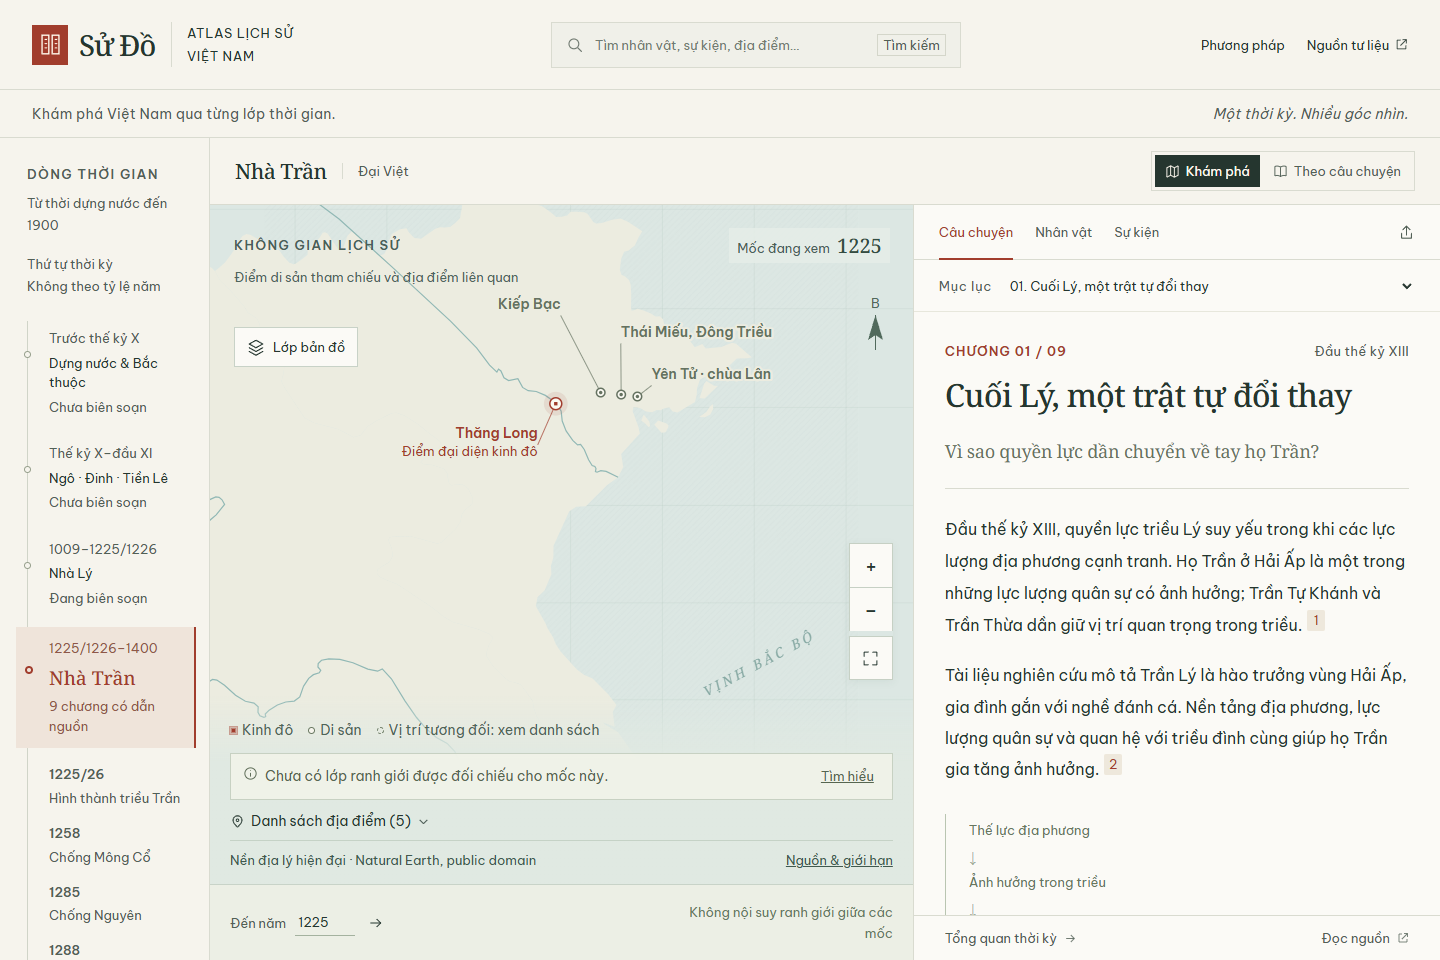 Sử Đồ
ATLAS LỊCH SỬ
VIỆT NAM
Tìm nhân vật, sự kiện, địa điểm...
Tìm kiếm
Phương pháp
Nguồn tư liệu
Khám phá Việt Nam qua từng lớp thời gian.
Một thời kỳ. Nhiều góc nhìn.
DÒNG THỜI GIAN
Từ thời dựng nước đến
1900
Thứ tự thời kỳ
Không theo tỷ lệ năm
Trước thế kỷ X
Dựng nước & Bắc
thuộc
Chưa biên soạn
Thế kỷ X–đầu XI
Ngô · Đinh · Tiền Lê
Chưa biên soạn
1009–1225/1226
Nhà Lý
Đang biên soạn
1225/1226–1400
Nhà Trần
9 chương có dẫn
nguồn
1225/26
Hình thành triều Trần
1258
Chống Mông Cổ
1285
Chống Nguyên
1288
Nhà Trần
Đại Việt
Khám phá
Theo câu chuyện
KHÔNG GIAN LỊCH SỬ
Điểm di sản tham chiếu và địa điểm liên quan
Mốc đang xem 1225
Lớp bản đồ
B
Kiếp Bạc
Thái Miếu, Đông Triều
Yên Tử · chùa Lân
Thăng Long
Điểm đại diện kinh đô
+
−
VỊNH BẮC BỘ
Kinh đô
Di sản
Vị trí tương đối: xem danh sách
Chưa có lớp ranh giới được đối chiếu cho mốc này.
Tìm hiểu
Danh sách địa điểm (5)
Nền địa lý hiện đại · Natural Earth, public domain
Nguồn & giới hạn
Đến năm 1225 →
Không nội suy ranh giới giữa các
mốc
Câu chuyện
Nhân vật
Sự kiện
Mục lục
01. Cuối Lý, một trật tự đổi thay
CHƯƠNG 01 / 09
Đầu thế kỷ XIII
Cuối Lý, một trật tự đổi thay
Vì sao quyền lực dần chuyển về tay họ Trần?
Đầu thế kỷ XIII, quyền lực triều Lý suy yếu trong khi các lực
lượng địa phương cạnh tranh. Họ Trần ở Hải Ấp là một trong
những lực lượng quân sự có ảnh hưởng; Trần Tự Khánh và
Trần Thừa dần giữ vị trí quan trọng trong triều. 1
Tài liệu nghiên cứu mô tả Trần Lý là hào trưởng vùng Hải Ấp,
gia đình gắn với nghề đánh cá. Nền tảng địa phương, lực
lượng quân sự và quan hệ với triều đình cùng giúp họ Trần
gia tăng ảnh hưởng. 2
Thế lực địa phương
↓
Ảnh hưởng trong triều
↓
Tổng quan thời kỳ →
Đọc nguồn